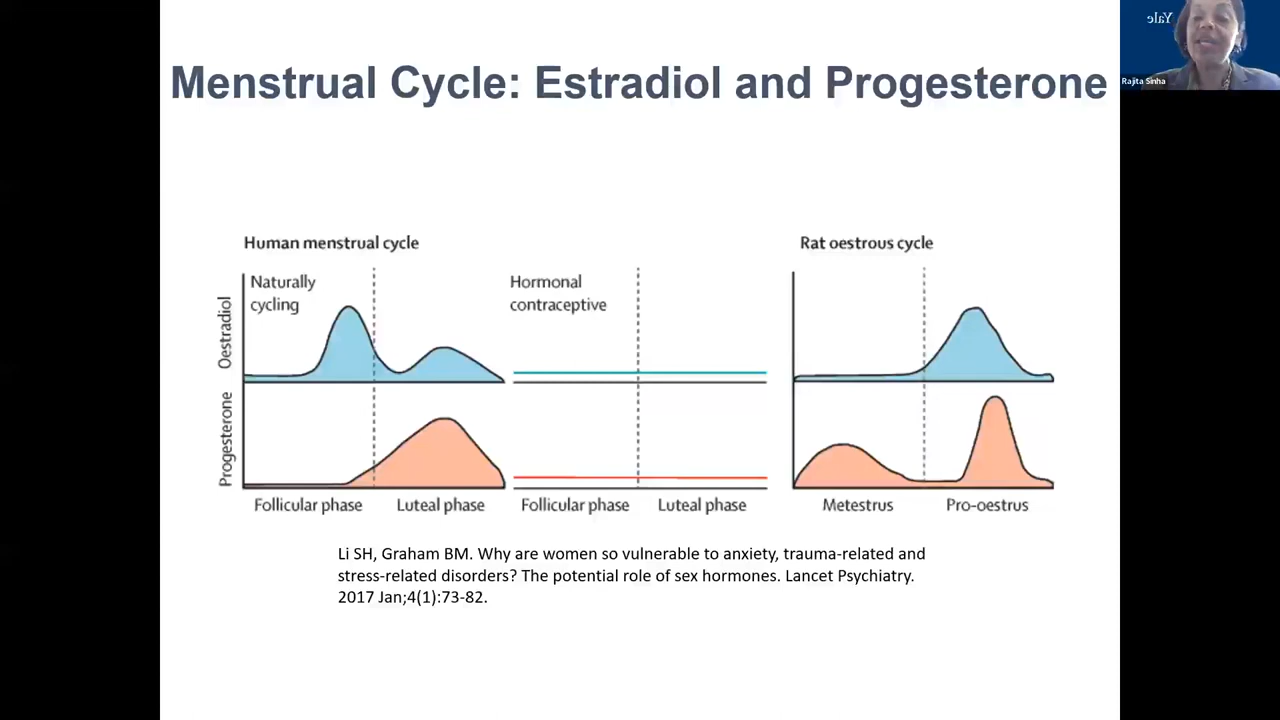 Menstrual Cycle: Estradiol and Progesterone
Yale
Rajita Sinha
Human menstrual cycle
Rat oestrous cycle
Naturally
cycling
Hormonal
contraceptive
Oestradiol
Progesterone
Follicular phase
Luteal phase
Follicular phase
Luteal phase
Metestrus
Pro-oestrus
Li SH, Graham BM. Why are women so vulnerable to anxiety, trauma-related and
stress-related disorders? The potential role of sex hormones. Lancet Psychiatry.
2017 Jan;4(1):73-82.